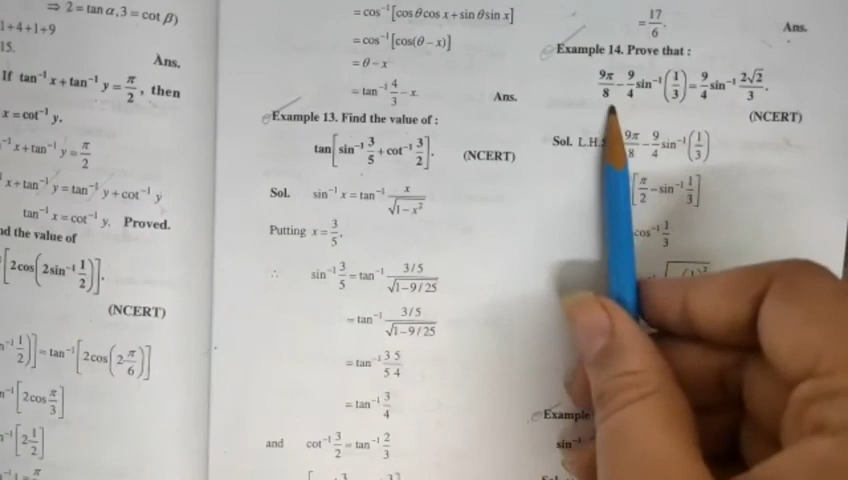 ⇒ 2 = tan α, 3 = cot β)
1+4+1+9
15.
Ans.
If tan⁻¹ x + tan⁻¹ y = π/2, then
x = cot⁻¹ y.
⁻¹ x + tan⁻¹ y = π/2
x + tan⁻¹ y = tan⁻¹ y + cot⁻¹ y
tan⁻¹ x = cot⁻¹ y. Proved.
nd the value of
[2cos(2sin⁻¹ 1/2)].
(NCERT)
1/2)] = tan⁻¹[2cos(2 π/6)]
[2cos π/3]
[2 1/2]
= cos⁻¹[cos θ cos x + sin θ sin x]
= cos⁻¹[cos(θ – x)]
= θ – x
= tan⁻¹ 4/3 – x. Ans.
Example 13. Find the value of :
tan[sin⁻¹ 3/5 + cot⁻¹ 3/2]. (NCERT)
Sol. sin⁻¹ x = tan⁻¹ x/√(1–x²)
Putting x = 3/5,
∴ sin⁻¹ 3/5 = tan⁻¹ 3/5/√(1–9/25)
= tan⁻¹ 3/5/√(1–9/25)
= tan⁻¹ 3/5 5/4
= tan⁻¹ 3/4
and cot⁻¹ 3/2 = tan⁻¹ 2/3
= 17/6. Ans.
Example 14. Prove that :
9π/8 – 9/4 sin⁻¹(1/3) = 9/4 sin⁻¹ 2√2/3.
(NCERT)
Sol. L.H. 9π/8 – 9/4 sin⁻¹(1/3)
[π/2 – sin⁻¹ 1/3]
cos⁻¹ 1/3
Example
sin⁻¹